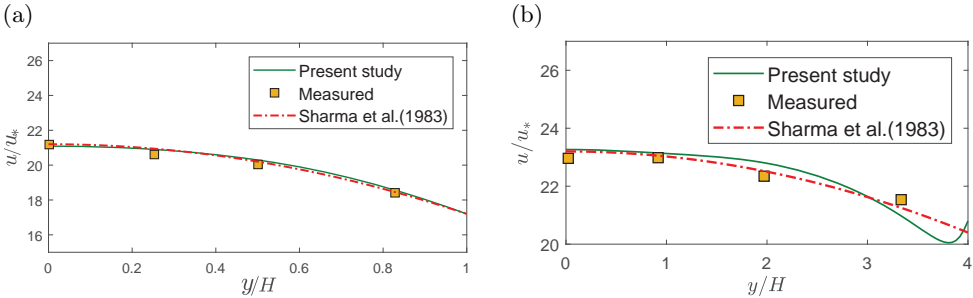 (a)
26
24
22
20
18
16
u/u*
0 0.2 0.4 0.6 0.8 1
y/H
Present study
Measured
Sharma et al.(1983)
(b)
26
24
22
20
u/u*
0 1 2 3 4
y/H
Present study
Measured
Sharma et al.(1983)